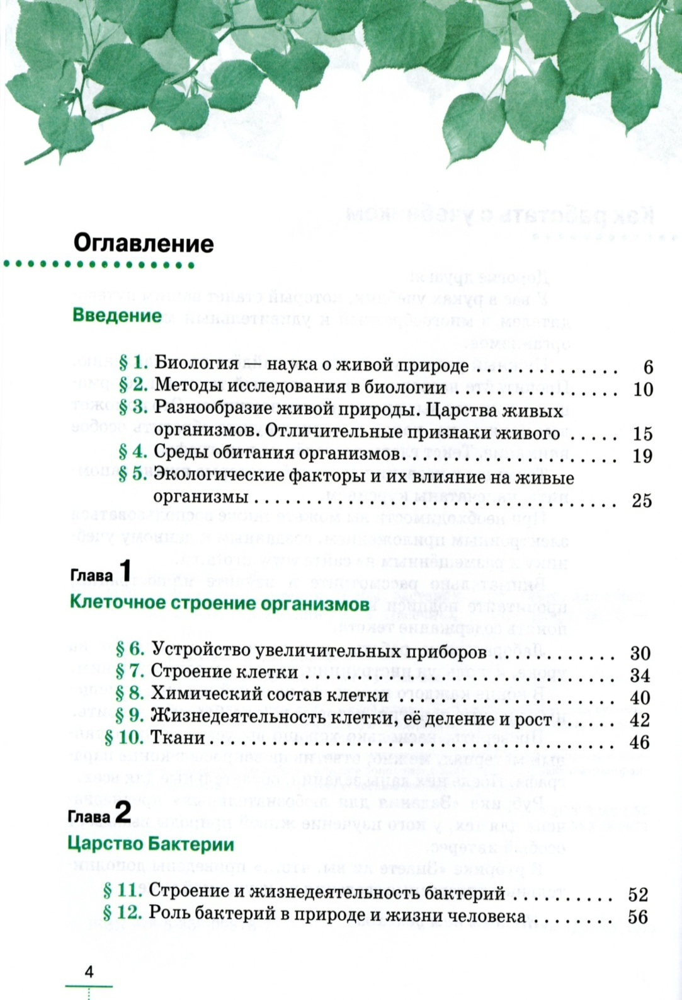 Оглавление
Введение
§ 1. Биология — наука о живой природе . . . . . . . . . . . . 6
§ 2. Методы исследования в биологии . . . . . . . . . . . . . . 10
§ 3. Разнообразие живой природы. Царства живых
организмов. Отличительные признаки живого . . . . . 15
§ 4. Среды обитания организмов. . . . . . . . . . . . . . . . . . 19
§ 5. Экологические факторы и их влияние на живые
организмы . . . . . . . . . . . . . . . . . . . . . . . . . . . . . . 25
Глава 1
Клеточное строение организмов
§ 6. Устройство увеличительных приборов . . . . . . . . . . . 30
§ 7. Строение клетки . . . . . . . . . . . . . . . . . . . . . . . . . . 34
§ 8. Химический состав клетки . . . . . . . . . . . . . . . . . . 40
§ 9. Жизнедеятельность клетки, её деление и рост . . . . . 42
§ 10. Ткани . . . . . . . . . . . . . . . . . . . . . . . . . . . . . . . . . 46
Глава 2
Царство Бактерии
§ 11. Строение и жизнедеятельность бактерий . . . . . . . . . 52
§ 12. Роль бактерий в природе и жизни человека . . . . . . . 56
4